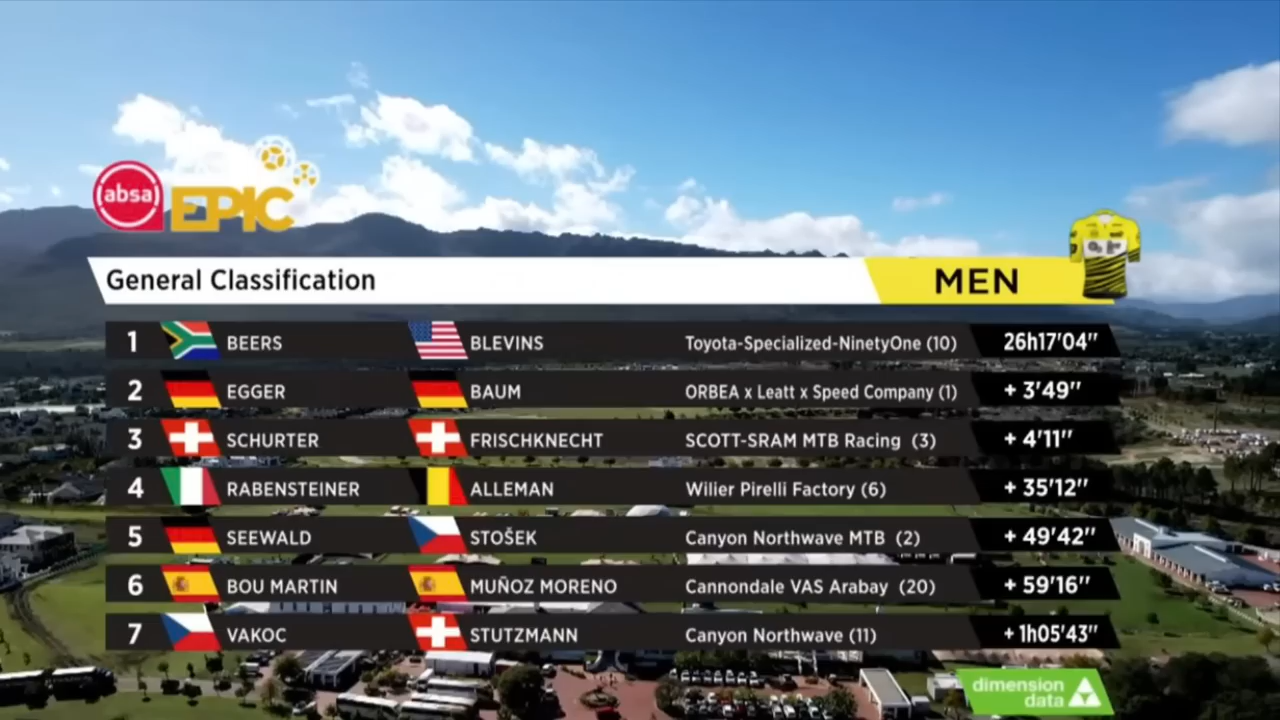 absa
EPIC
General Classification MEN
1 BEERS BLEVINS Toyota-Specialized-NinetyOne (10) 26h17'04"
2 EGGER BAUM ORBEA x Leatt x Speed Company (1) + 3'49"
3 SCHURTER FRISCHKNECHT SCOTT-SRAM MTB Racing (3) + 4'11"
4 RABENSTEINER ALLEMAN Wilier Pirelli Factory (6) + 35'12"
5 SEEWALD STOŠEK Canyon Northwave MTB (2) + 49'42"
6 BOU MARTIN MUÑOZ MORENO Cannondale VAS Arabay (20) + 59'16"
7 VAKOC STUTZMANN Canyon Northwave (11) + 1h05'43"
dimension
data